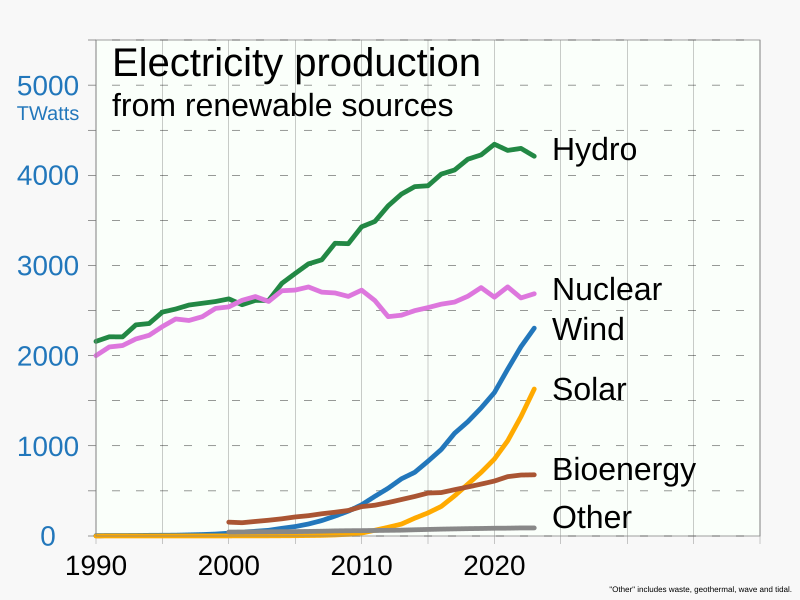 Electricity production
from renewable sources
5000
TWatts
4000
3000
2000
1000
0
Hydro
Nuclear
Wind
Solar
Bioenergy
Other
1990 2000 2010 2020
"Other" includes waste, geothermal, wave and tidal.